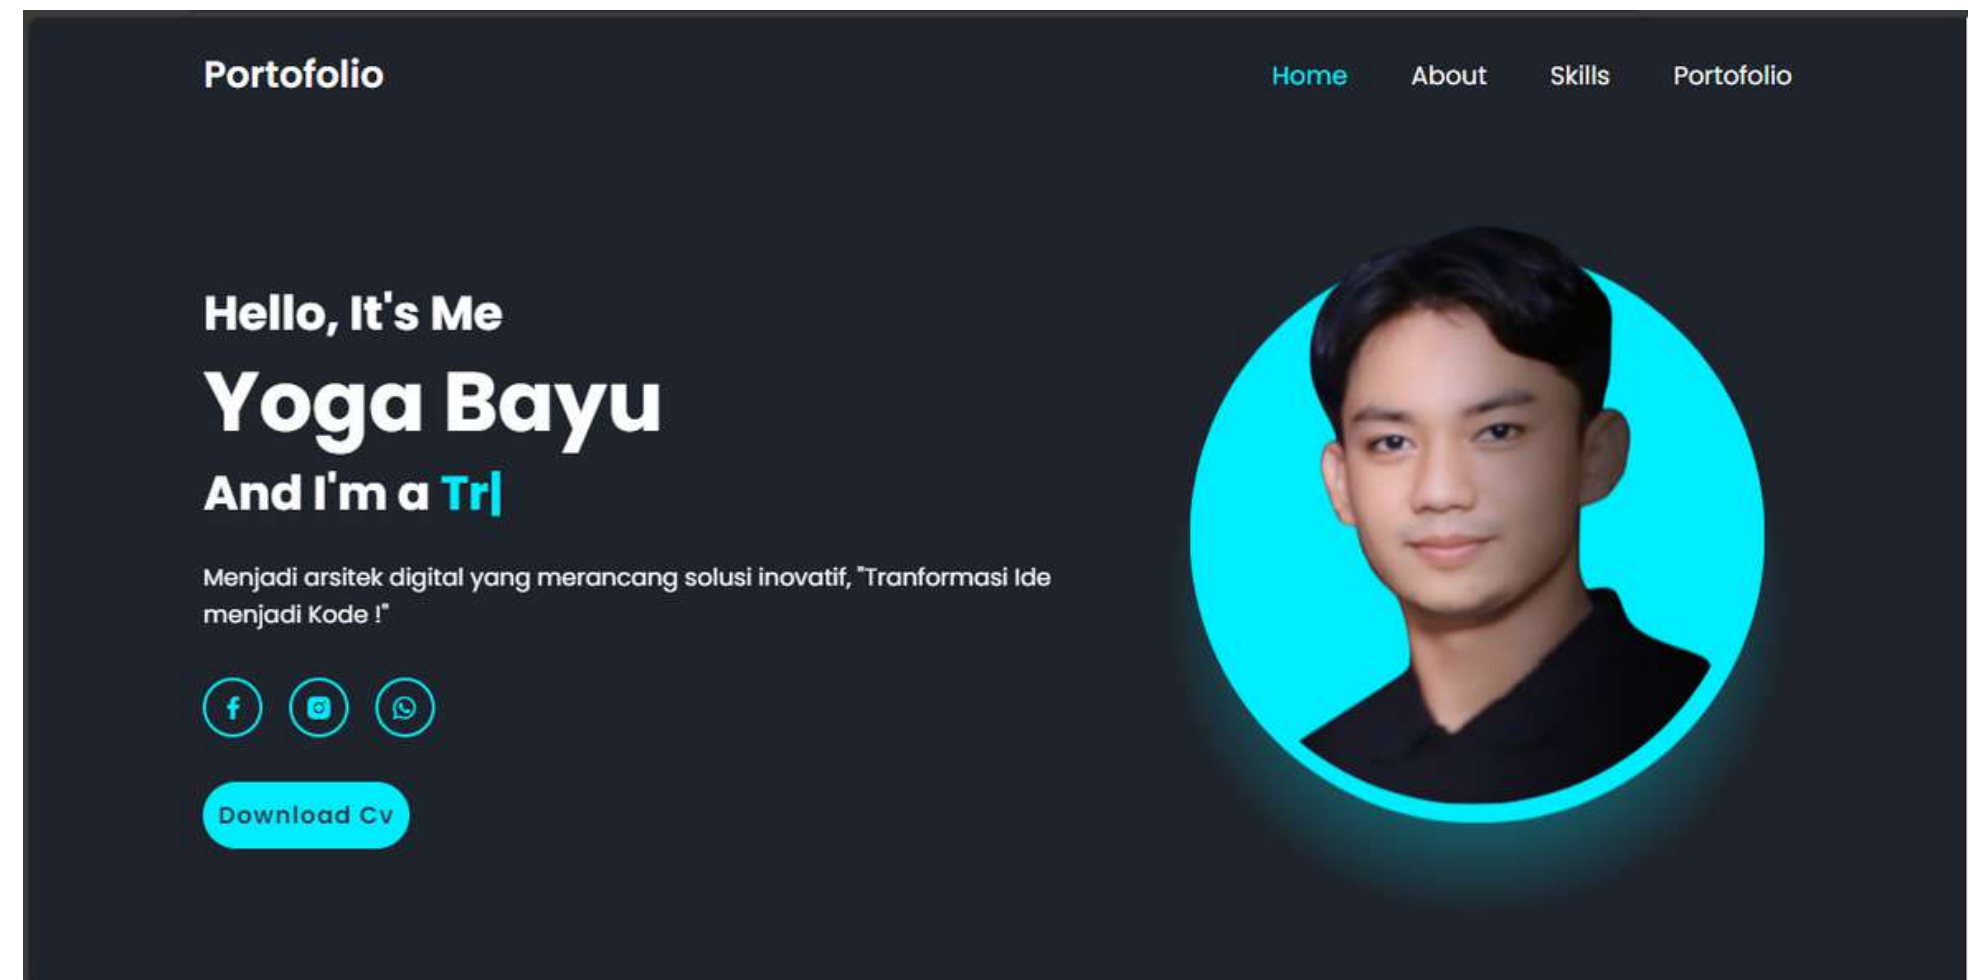 Portofolio
Home About Skills Portofolio
Hello, It's Me
Yoga Bayu
And I'm a Tr|
Menjadi arsitek digital yang merancang solusi inovatif, "Tranformasi Ide
menjadi Kode !"
Download Cv